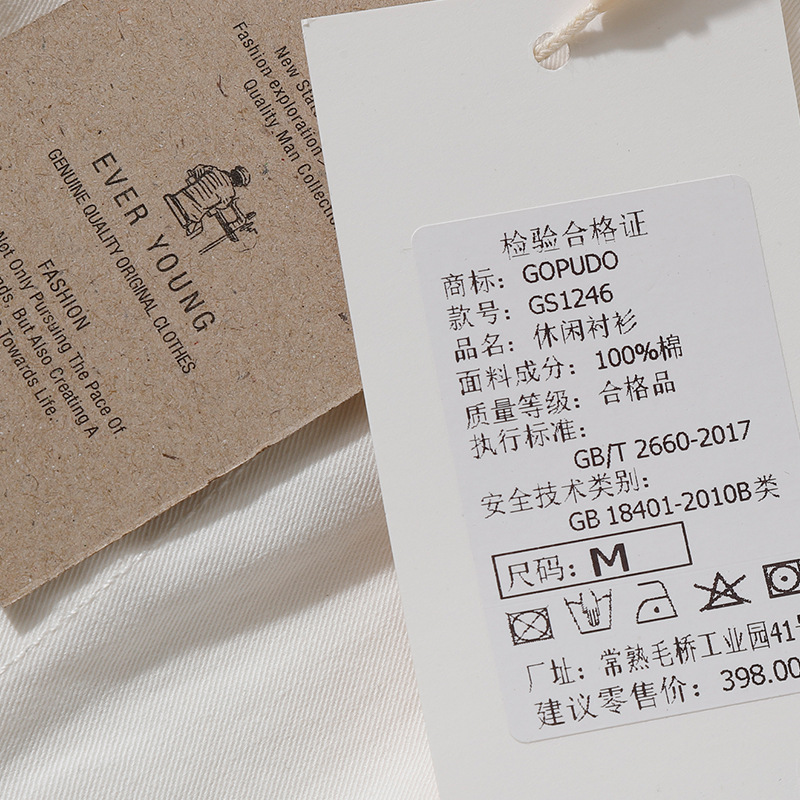 New
Fashion exploration
Quality. Man Collection
EVER YOUNG
GENUINE QUALITY ORIGINAL CLOTHES
FASHION
Not Only Pursuing The Pace Of
But Also Creating A
Towards Life.
检验合格证
商标: GOPUDO
款号: GS1246
品名: 休闲衬衫
面料成分: 100%棉
质量等级: 合格品
执行标准:
GB/T 2660-2017
安全技术类别:
GB 18401-2010B类
尺码: M
厂址: 常熟毛桥工业园41号
建议零售价: 398.00